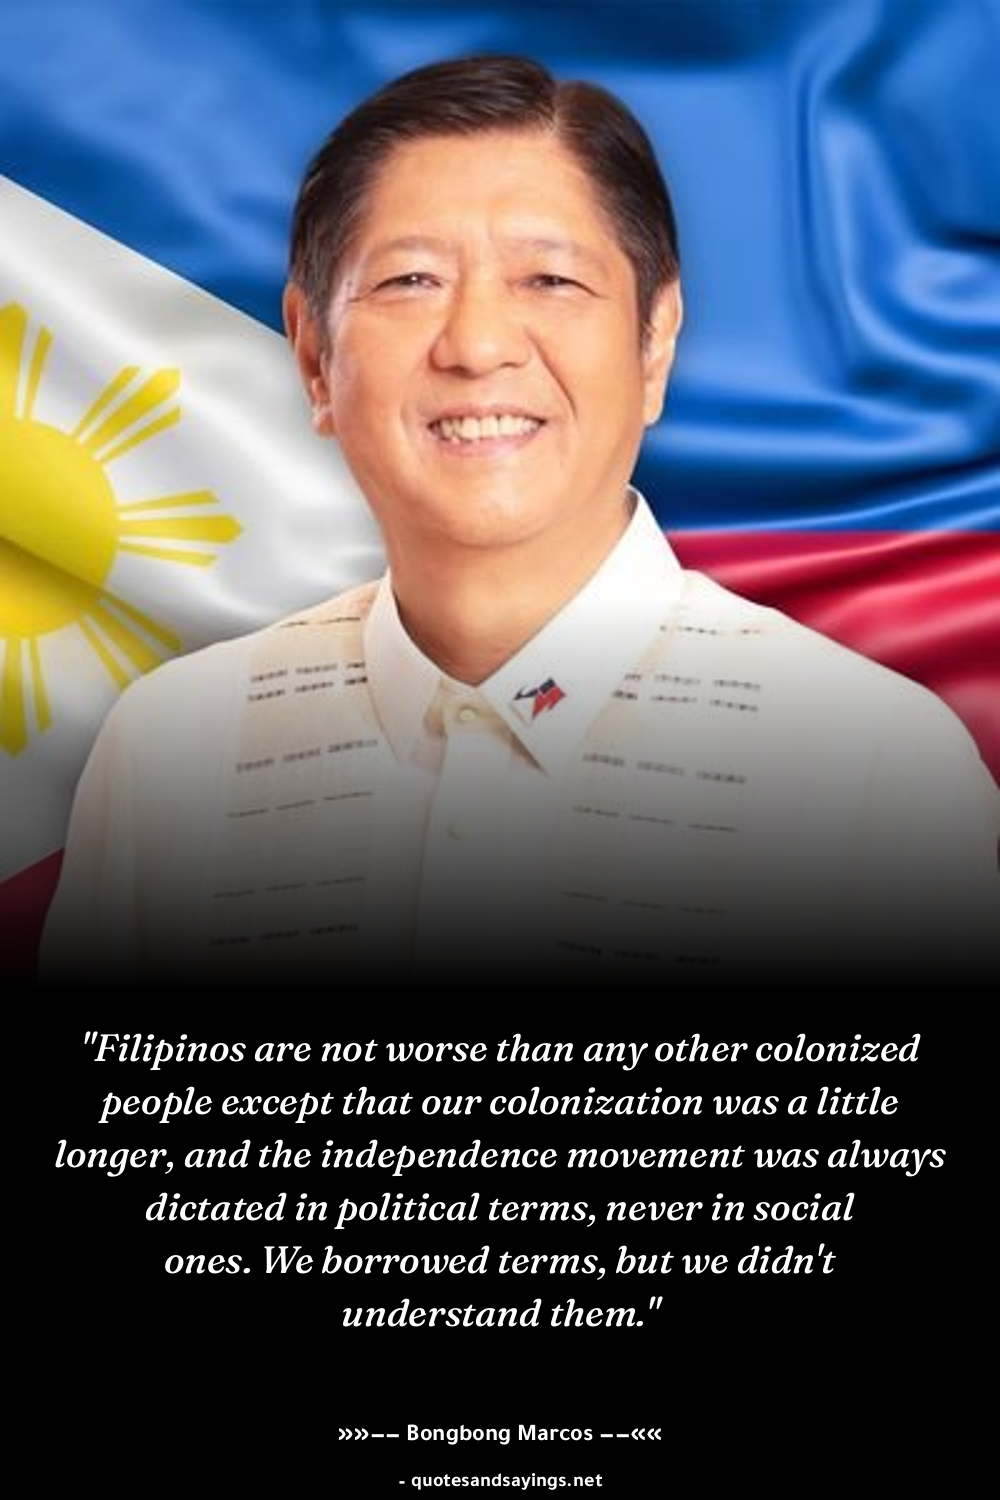 "Filipinos are not worse than any other colonized
people except that our colonization was a little
longer, and the independence movement was always
dictated in political terms, never in social
ones. We borrowed terms, but we didn't
understand them."
»»−− Bongbong Marcos −−««
- quotesandsayings.net